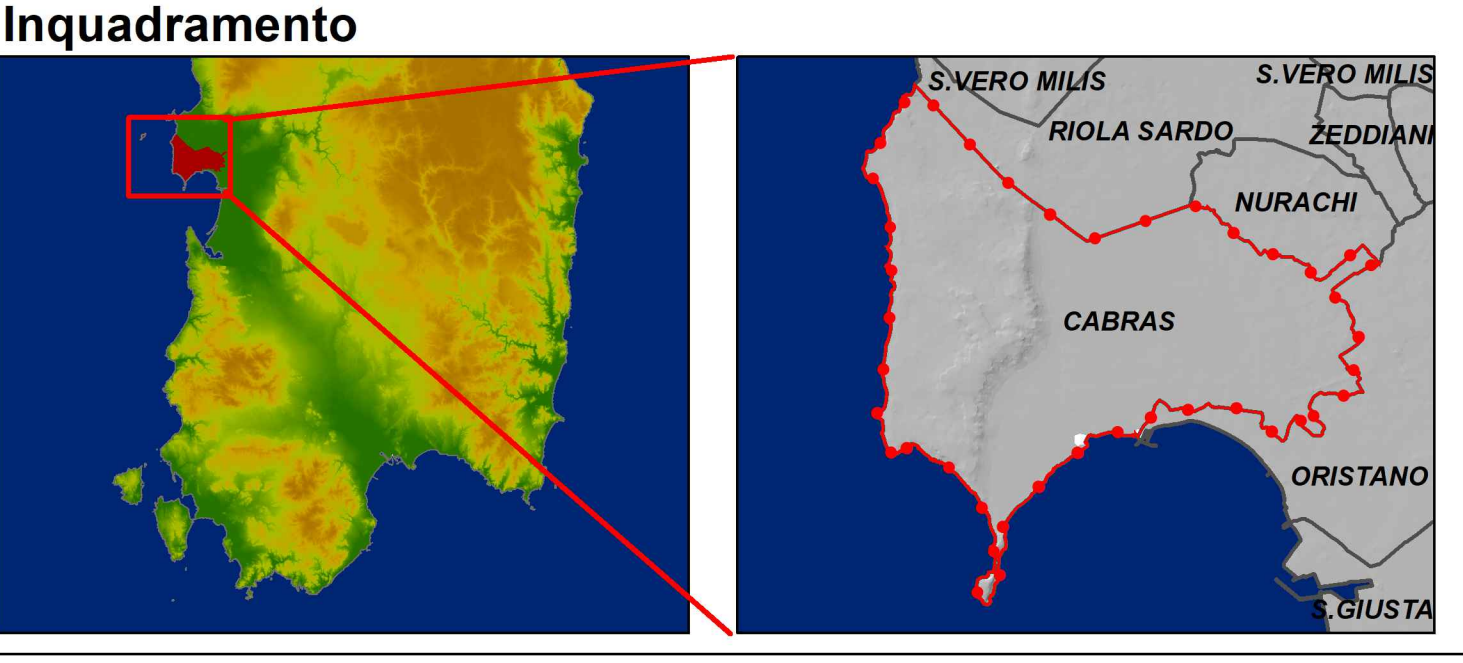 Inquadramento
S.VERO MILIS
S.VERO MILIS
RIOLA SARDO
ZEDDIANI
NURACHI
CABRAS
ORISTANO
S.GIUSTA